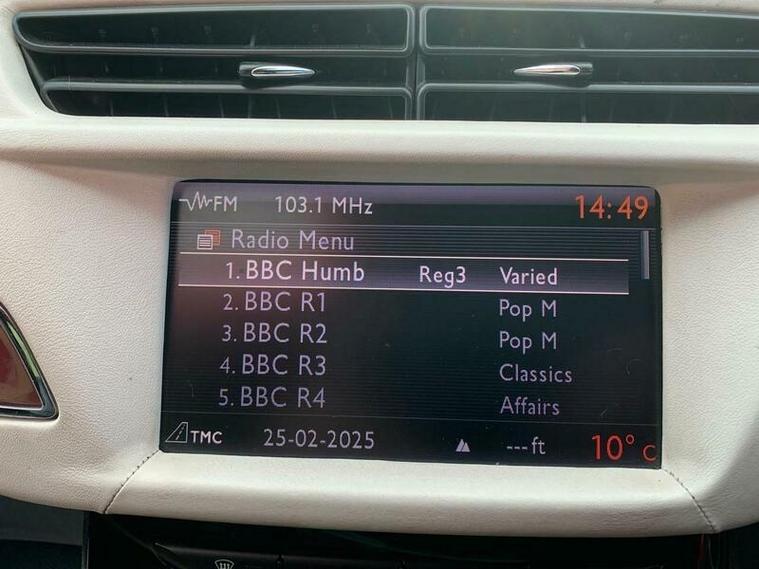 FM 103.1 MHz 14:49
Radio Menu
1. BBC Humb Reg3 Varied
2. BBC R1 Pop M
3. BBC R2 Pop M
4. BBC R3 Classics
5. BBC R4 Affairs
TMC 25-02-2025 ---ft 10°C